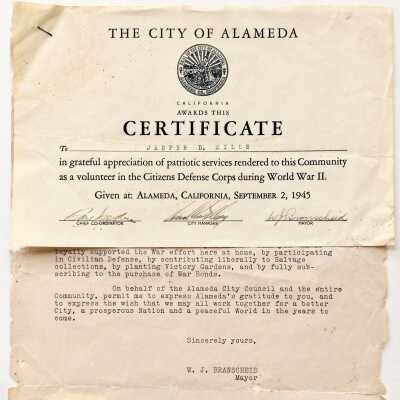 THE CITY OF ALAMEDA
CALIFORNIA
AWARDS THIS
CERTIFICATE
To JASPER D. MILLS
in grateful appreciation of patriotic services rendered to this Community
as a volunteer in the Citizens Defense Corps during World War II.
Given at: ALAMEDA, CALIFORNIA, SEPTEMBER 2, 1945
W J Branscheid
CHIEF CO-ORDINATOR CITY MANAGER MAYOR
loyally supported the War effort here at home, by participating
in Civilian Defense, by contributing liberally to Salvage
collections, by planting Victory Gardens, and by fully sub-
scribing to the purchase of War Bonds.
On behalf of the Alameda City Council and the entire
Community, permit me to express Alameda's gratitude to you, and
to express the wish that we may all work together for a better
City, a prosperous Nation and a peaceful World in the years to
come.
Sincerely yours,
W. J. BRANSCHEID
Mayor